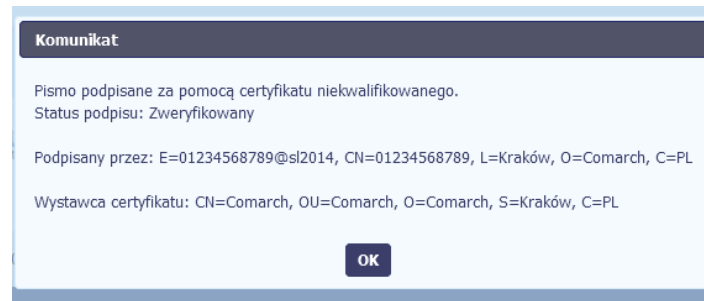 Komunikat
Pismo podpisane za pomocą certyfikatu niekwalifikowanego.
Status podpisu: Zweryfikowany
Podpisany przez: E=01234568789@sl2014, CN=01234568789, L=Kraków, O=Comarch, C=PL
Wystawca certyfikatu: CN=Comarch, OU=Comarch, O=Comarch, S=Kraków, C=PL
OK